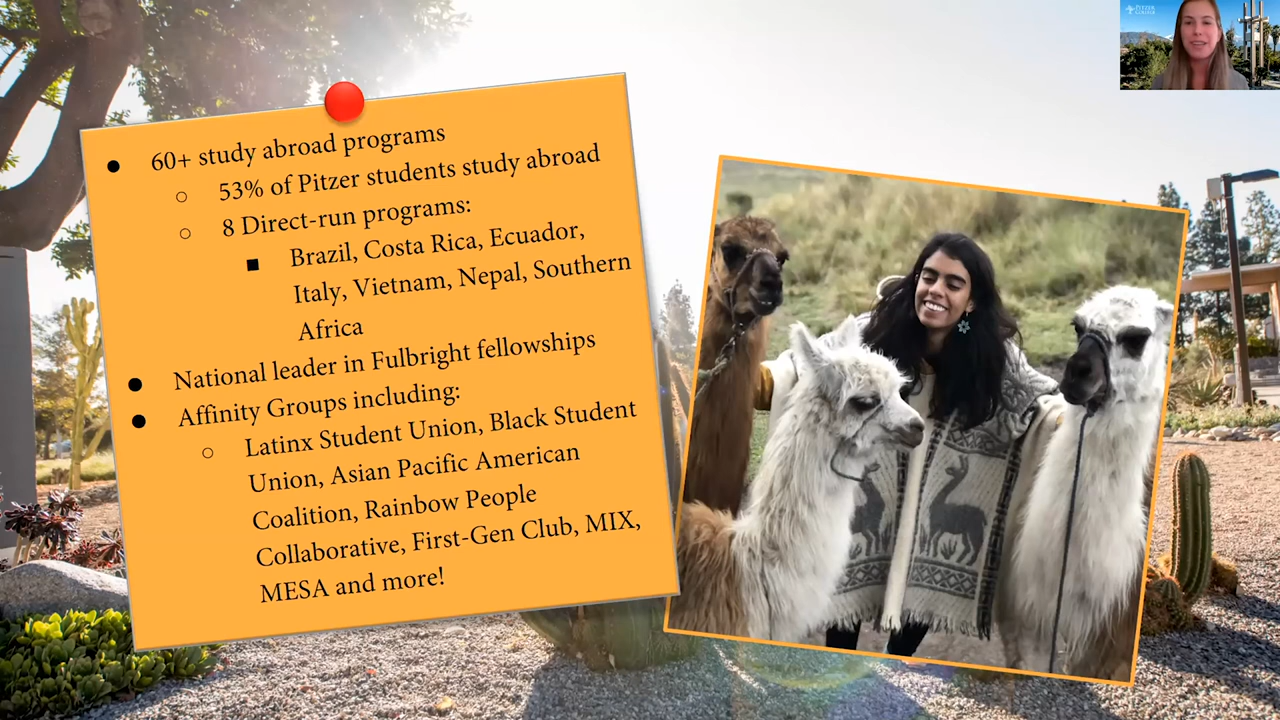 PITZER
COLLEGE
● 60+ study abroad programs
○ 53% of Pitzer students study abroad
○ 8 Direct-run programs:
■ Brazil, Costa Rica, Ecuador,
Italy, Vietnam, Nepal, Southern
Africa
● National leader in Fulbright fellowships
● Affinity Groups including:
○ Latinx Student Union, Black Student
Union, Asian Pacific American
Coalition, Rainbow People
Collaborative, First-Gen Club, MIX,
MESA and more!